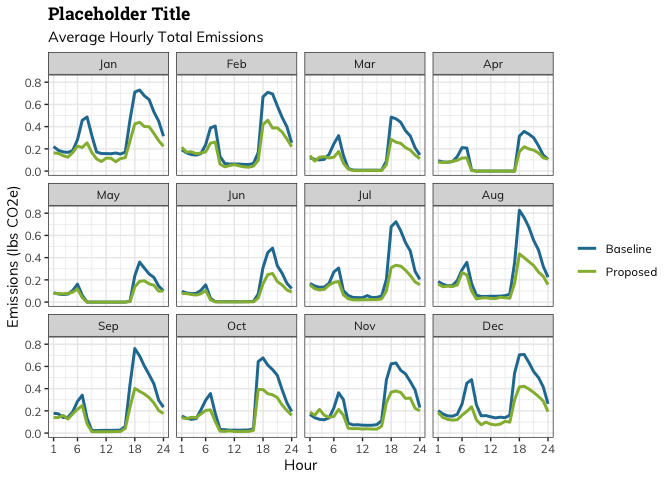 Placeholder Title
Average Hourly Total Emissions
Jan Feb Mar Apr
0.8
0.6
0.4
0.2
0.0
May Jun Jul Aug
0.8
0.6
0.4
0.2
0.0
Sep Oct Nov Dec
0.8
0.6
0.4
0.2
0.0
1 6 12 18 24 1 6 12 18 24 1 6 12 18 24 1 6 12 18 24
Hour
Emissions (lbs CO2e)
Baseline
Proposed